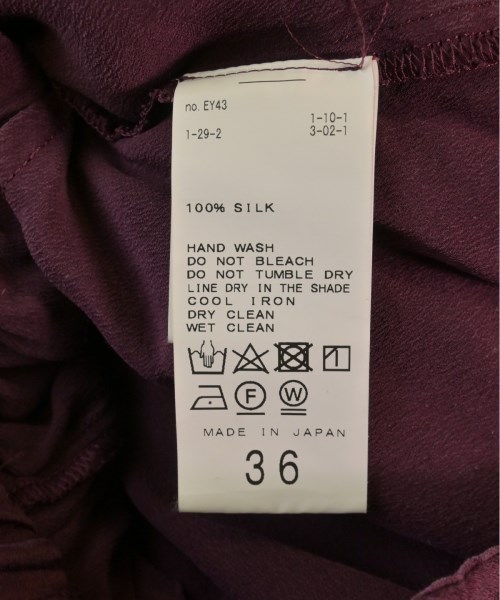 no. EY43
1-10-1
1-29-2
3-02-1
100% SILK
HAND WASH
DO NOT BLEACH
DO NOT TUMBLE DRY
LINE DRY IN THE SHADE
COOL IRON
DRY CLEAN
WET CLEAN
F W
MADE IN JAPAN
36